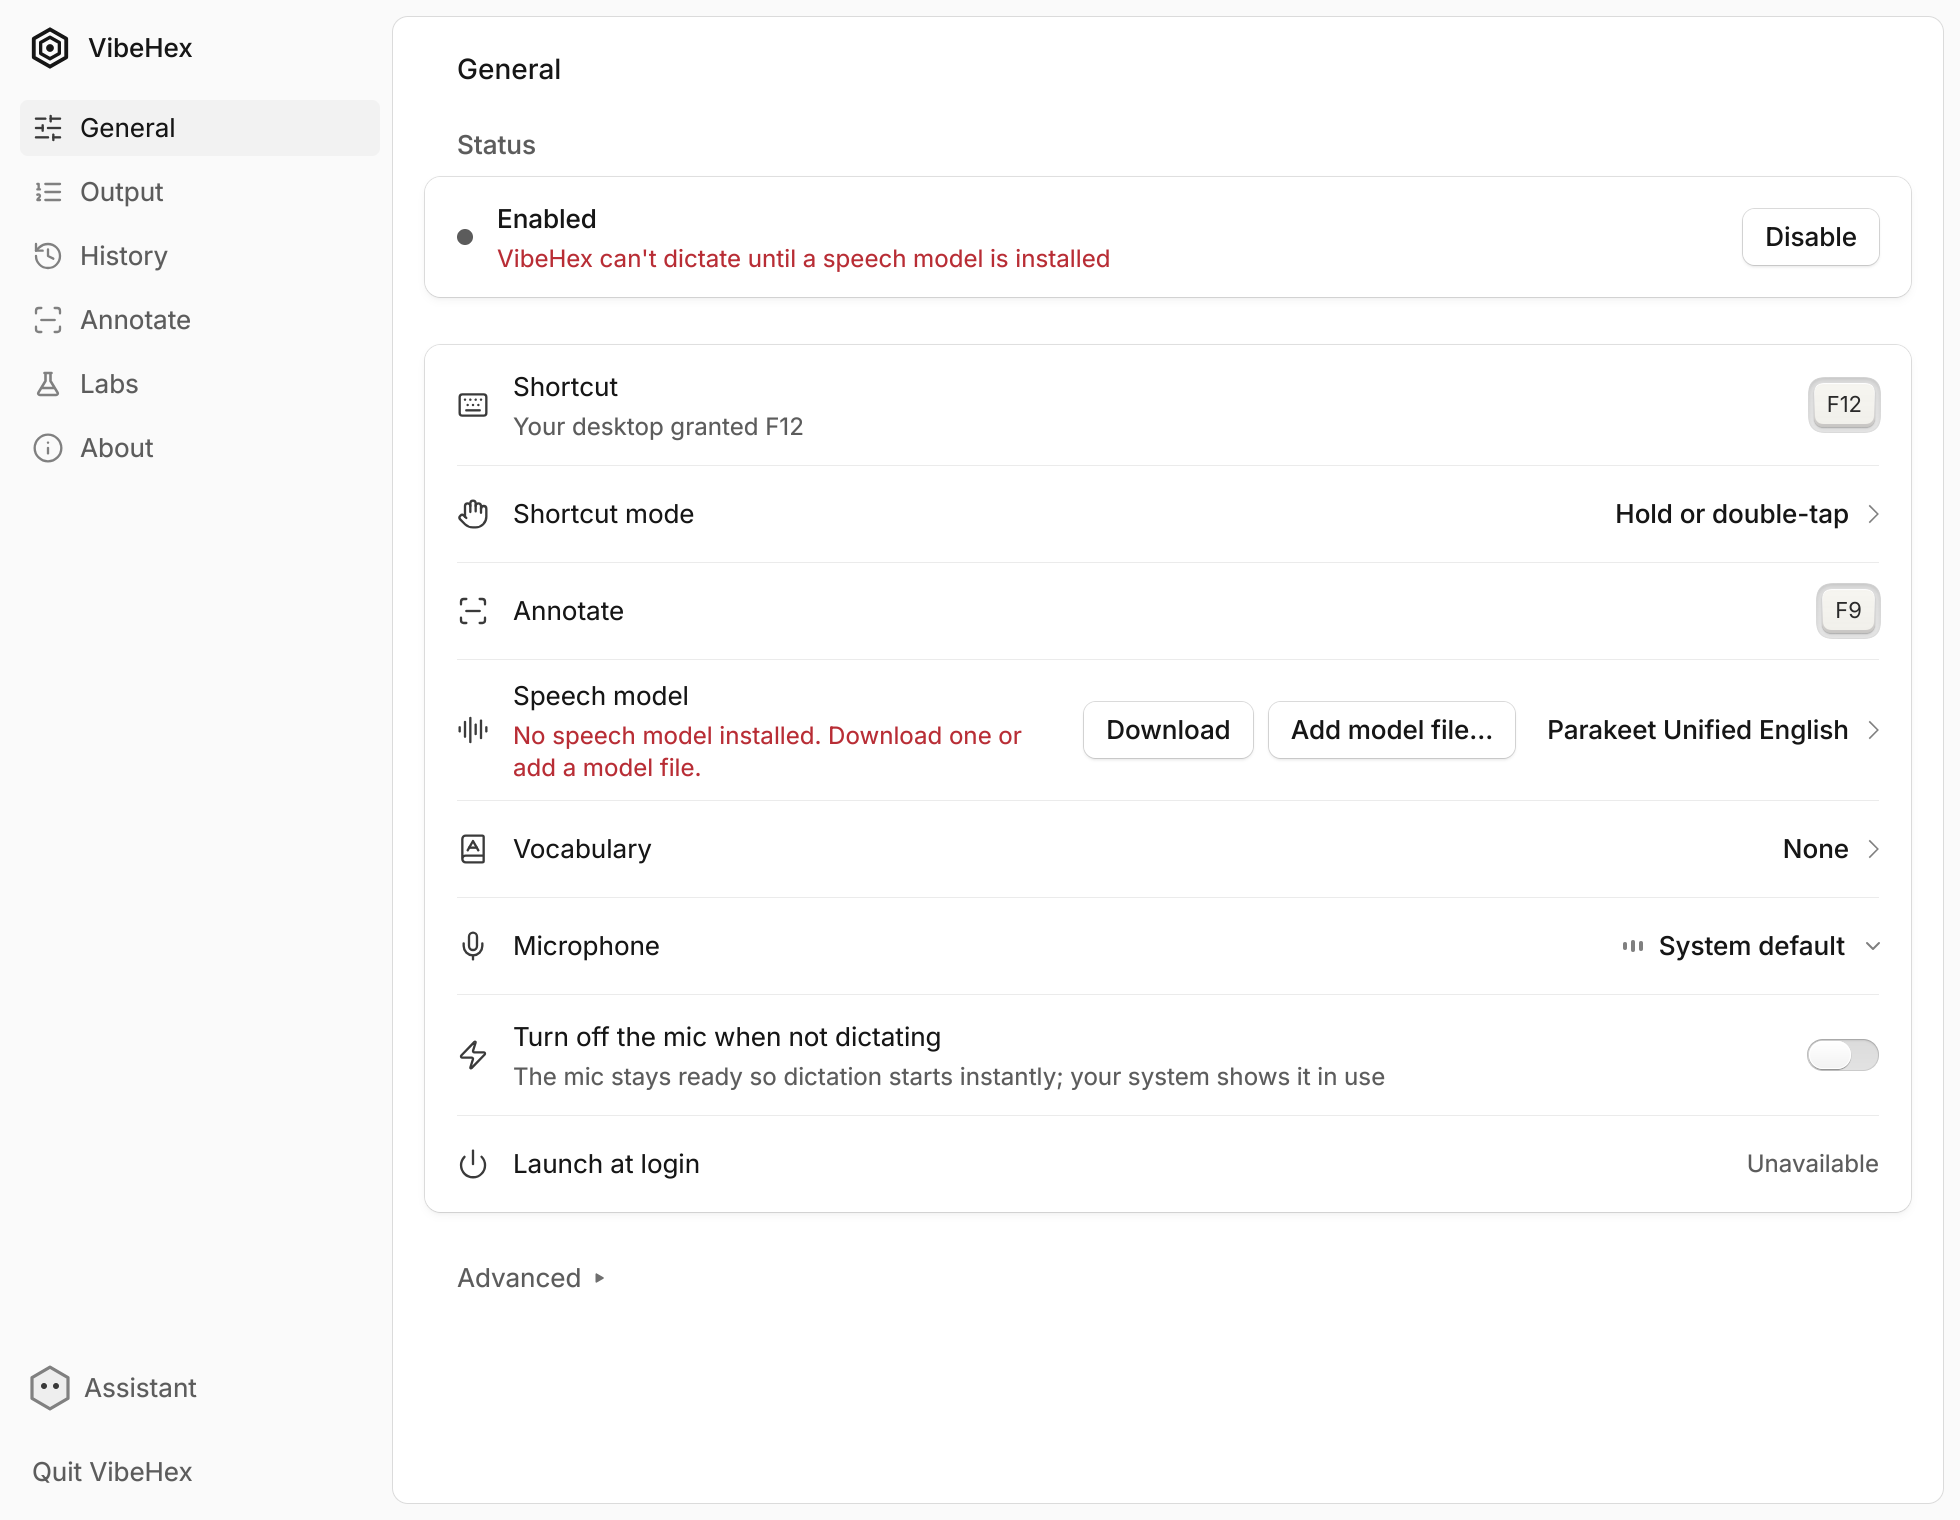 VibeHex
General
Output
History
Annotate
Labs
About
Assistant
Quit VibeHex
General
Status
Enabled
VibeHex can't dictate until a speech model is installed
Disable
Shortcut
Your desktop granted F12
F12
Shortcut mode
Hold or double-tap
Annotate
F9
Speech model
No speech model installed. Download one or
add a model file.
Download
Add model file...
Parakeet Unified English
Vocabulary
None
Microphone
System default
Turn off the mic when not dictating
The mic stays ready so dictation starts instantly; your system shows it in use
Launch at login
Unavailable
Advanced